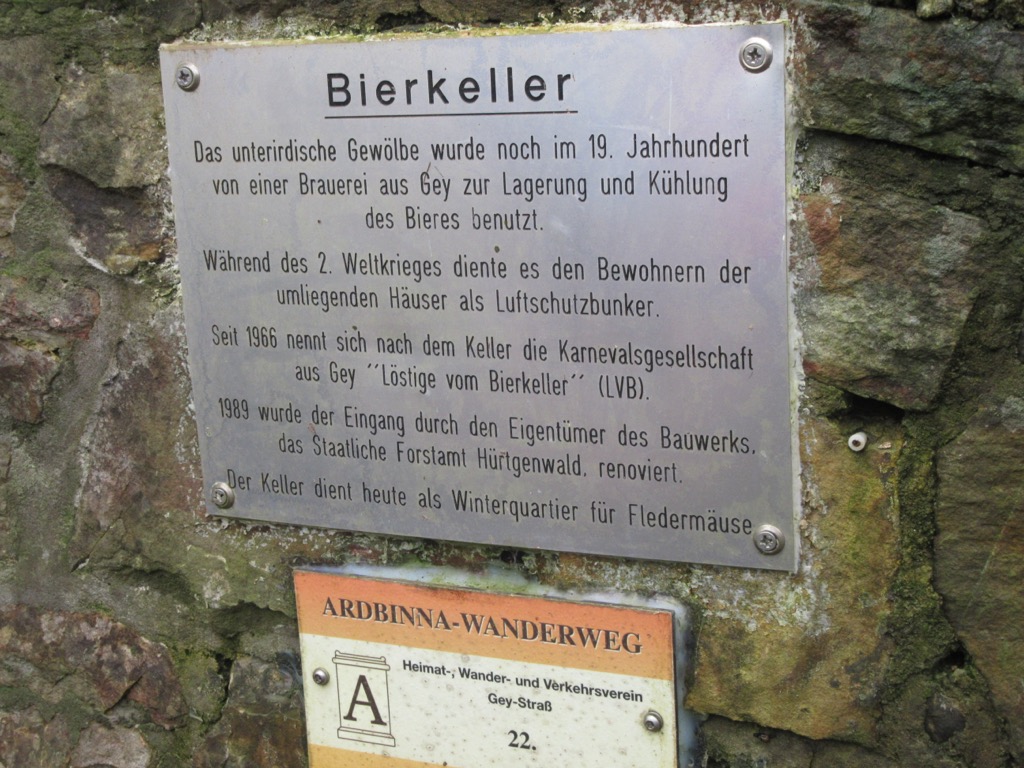 Bierkeller
Das unterirdische Gewölbe wurde noch im 19. Jahrhundert
von einer Brauerei aus Gey zur Lagerung und Kühlung
des Bieres benutzt.
Während des 2. Weltkrieges diente es den Bewohnern der
umliegenden Häuser als Luftschutzbunker.
Seit 1966 nennt sich nach dem Keller die Karnevalsgesellschaft
aus Gey "Löstige vom Bierkeller" (LVB).
1989 wurde der Eingang durch den Eigentümer des Bauwerks,
das Staatliche Forstamt Hürtgenwald, renoviert.
Der Keller dient heute als Winterquartier für Fledermäuse
ARDBINNA-WANDERWEG
A
Heimat-, Wander- und Verkehrsverein
Gey-Straß
22.